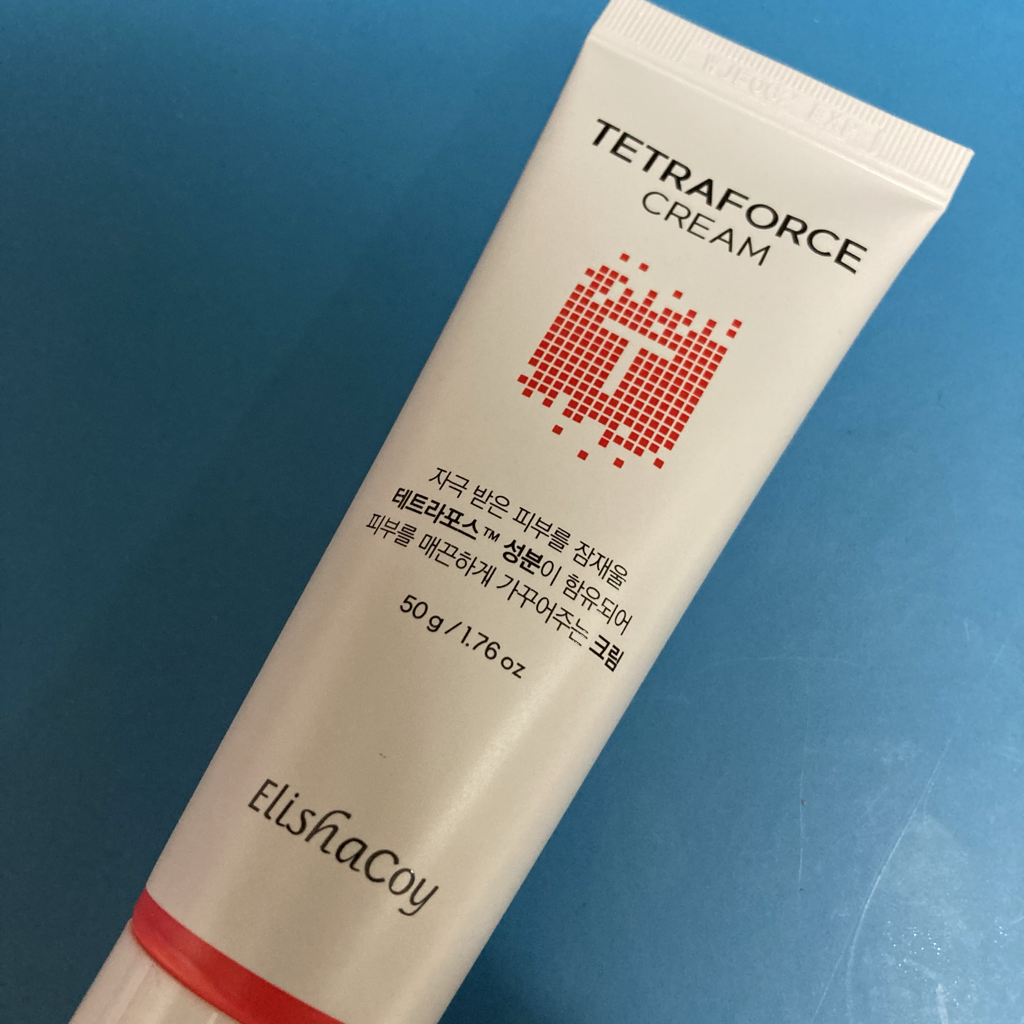 TETRAFORCE
CREAM
T
자극 받은 피부를 잠재울
테트라포스™ 성분이 함유되어
피부를 매끈하게 가꾸어주는 크림
50 g / 1.76 oz
ElishaCoy